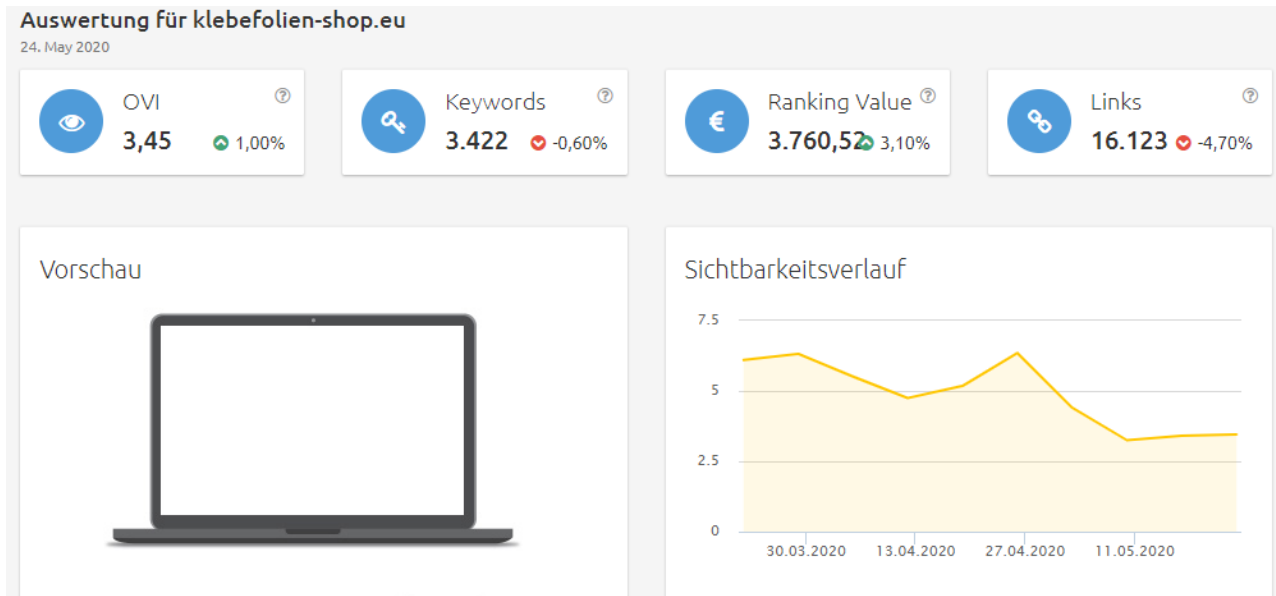 Auswertung für klebefolien-shop.eu
24. May 2020
OVI
3,45 1,00%
Keywords
3.422 -0,60%
Ranking Value
3.760,52 3,10%
Links
16.123 -4,70%
Vorschau
Sichtbarkeitsverlauf
7.5
5
2.5
0
30.03.2020 13.04.2020 27.04.2020 11.05.2020